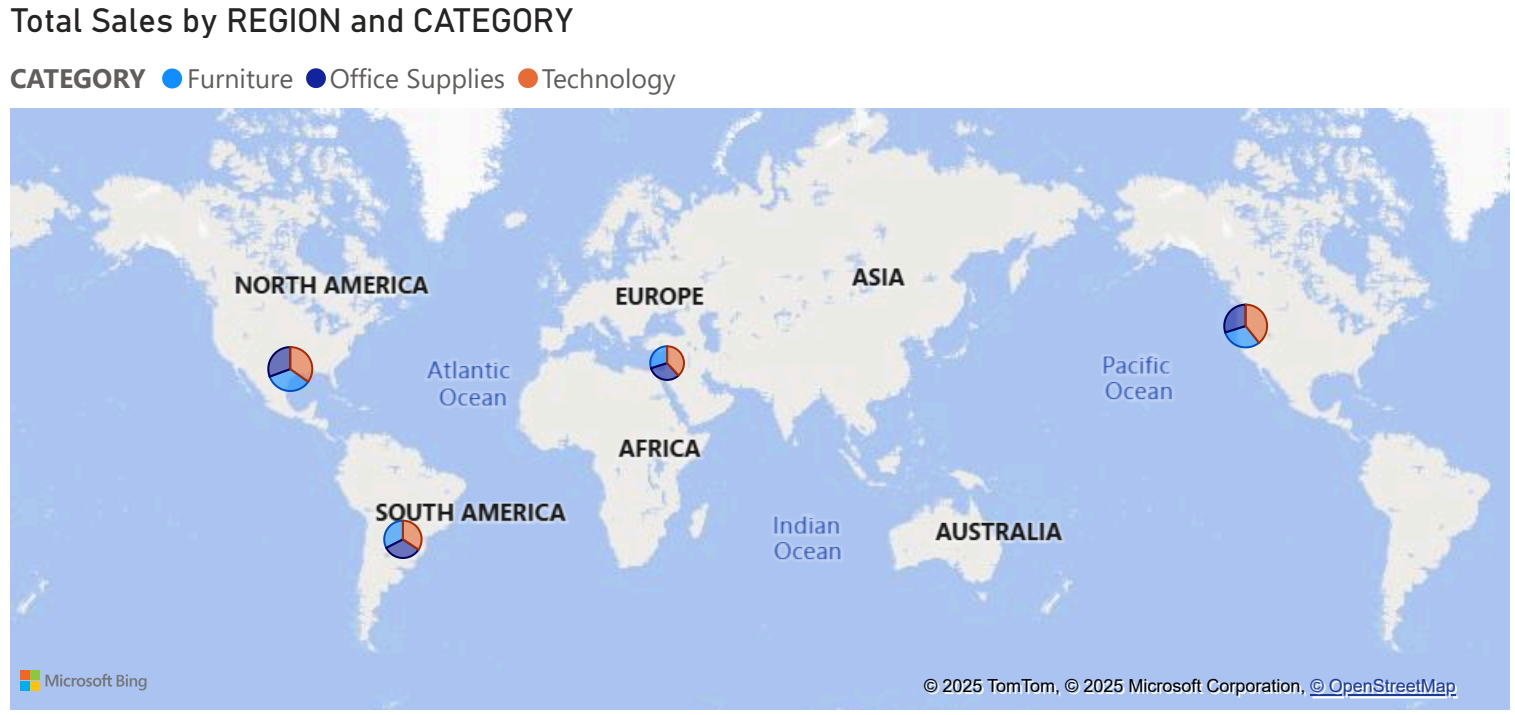 Total Sales by REGION and CATEGORY
CATEGORY Furniture Office Supplies Technology
NORTH AMERICA
EUROPE
ASIA
Atlantic
Ocean
Pacific
Ocean
AFRICA
SOUTH AMERICA
Indian
Ocean
AUSTRALIA
Microsoft Bing
© 2025 TomTom, © 2025 Microsoft Corporation, © OpenStreetMap